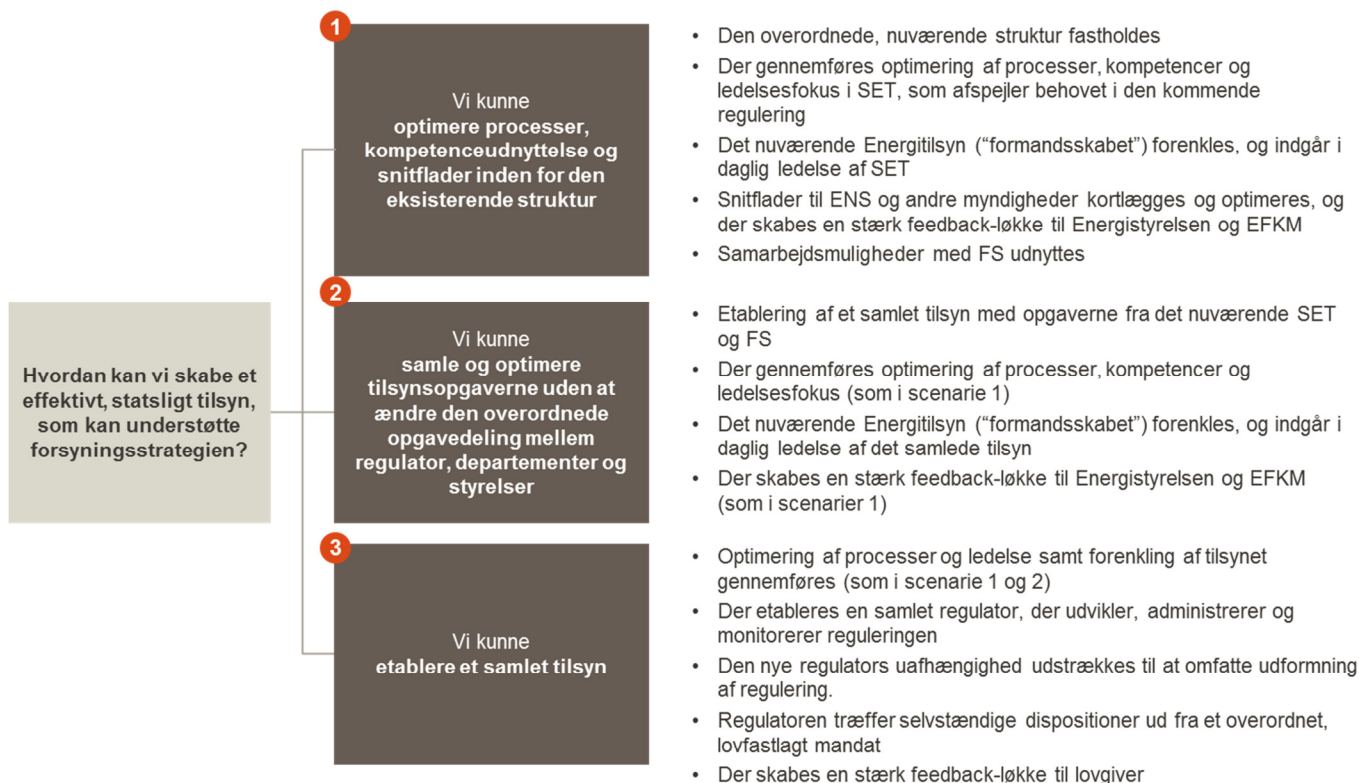 Hvordan kan vi skabe et
effektivt, statsligt tilsyn,
som kan understøtte
forsyningsstrategien?
1
Vi kunne
optimere processer,
kompetenceudnyttelse og
snitflader inden for den
eksisterende struktur
• Den overordnede, nuværende struktur fastholdes
• Der gennemføres optimering af processer, kompetencer og
ledelsesfokus i SET, som afspejler behovet i den kommende
regulering
• Det nuværende Energitilsyn (“formandsskabet”) forenkles, og indgår i
daglig ledelse af SET
• Snitflader til ENS og andre myndigheder kortlægges og optimeres, og
der skabes en stærk feedback-løkke til Energistyrelsen og EFKM
• Samarbejdsmuligheder med FS udnyttes
2
Vi kunne
samle og optimere
tilsynsopgaverne uden at
ændre den overordnede
opgavedeling mellem
regulator, departementer og
styrelser
• Etablering af et samlet tilsyn med opgaverne fra det nuværende SET
og FS
• Der gennemføres optimering af processer, kompetencer og
ledelsesfokus (som i scenarie 1)
• Det nuværende Energitilsyn (“formandsskabet”) forenkles, og indgår i
daglig ledelse af det samlede tilsyn
• Der skabes en stærk feedback-løkke til Energistyrelsen og EFKM
(som i scenarier 1)
3
Vi kunne
etablere et samlet tilsyn
• Optimering af processer og ledelse samt forenkling af tilsynet
gennemføres (som i scenarie 1 og 2)
• Der etableres en samlet regulator, der udvikler, administrerer og
monitorerer reguleringen
• Den nye regulators uafhængighed udstrækkes til at omfatte udformning
af regulering.
• Regulatoren træffer selvstændige dispositioner ud fra et overordnet,
lovfastlagt mandat
• Der skabes en stærk feedback-løkke til lovgiver